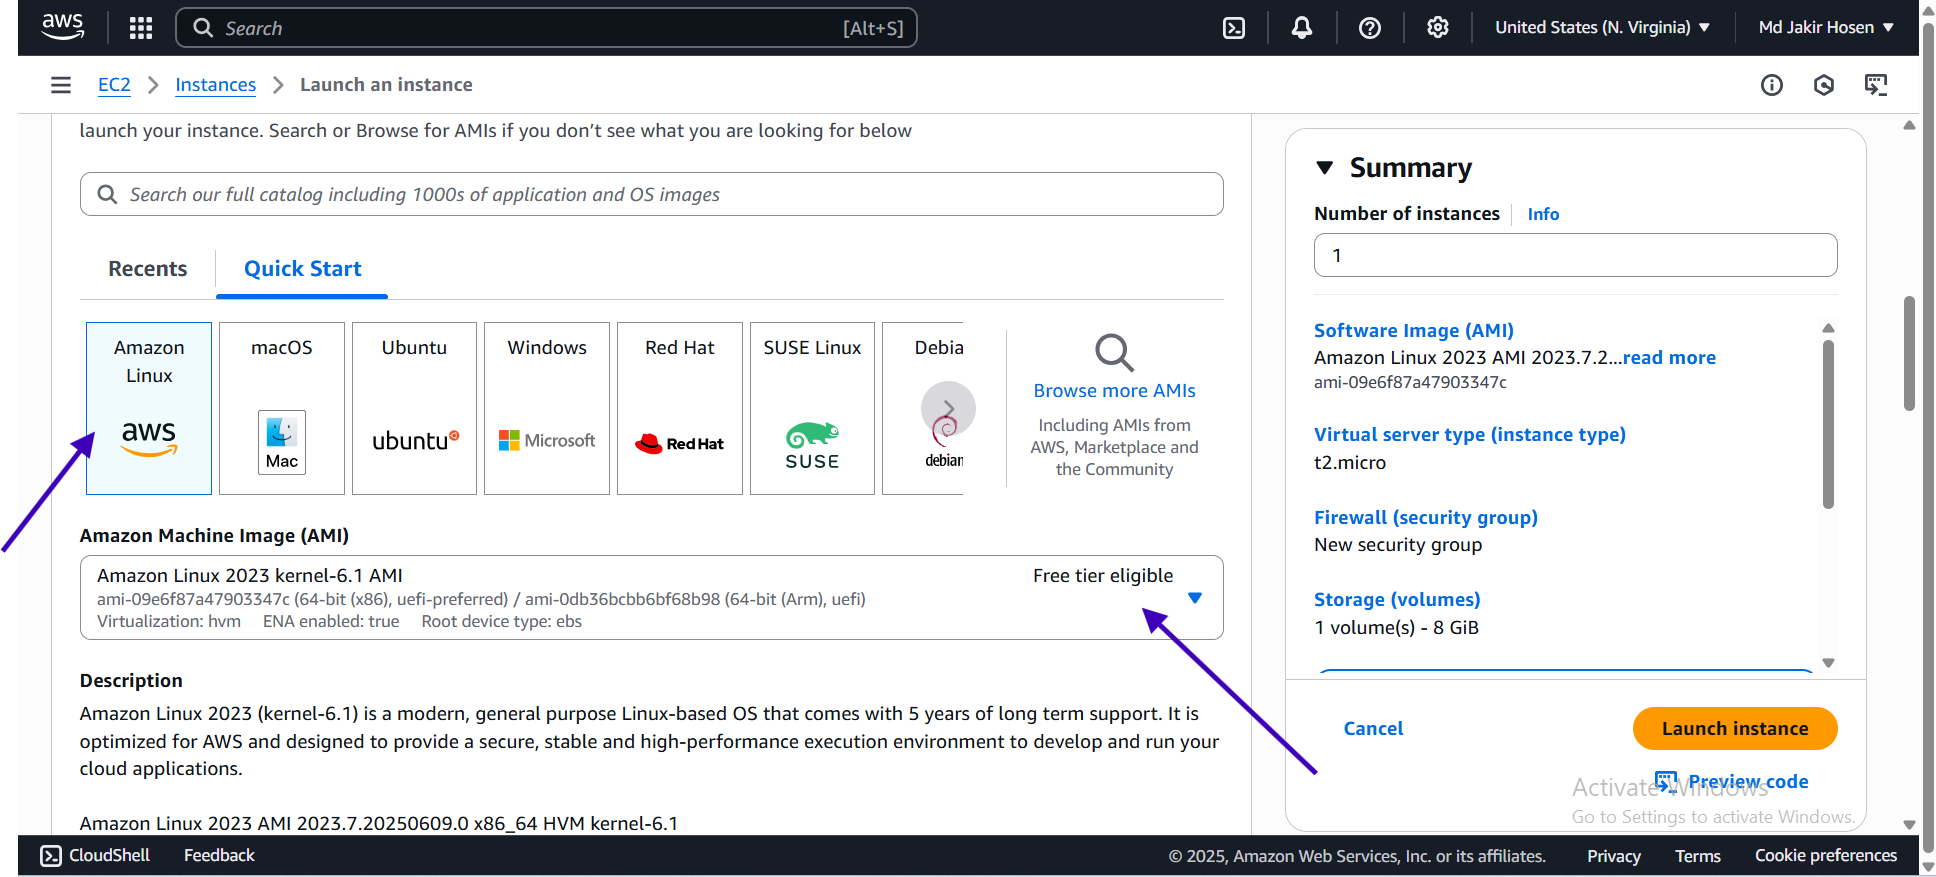 aws
Search
[Alt+S]
United States (N. Virginia)
Md Jakir Hosen
EC2
Instances
Launch an instance
launch your instance. Search or Browse for AMIs if you don’t see what you are looking for below
Search our full catalog including 1000s of application and OS images
Recents
Quick Start
Amazon
Linux
aws
macOS
Mac
Ubuntu
ubuntu
Windows
Microsoft
Red Hat
Red Hat
SUSE Linux
SUSE
Debia
debian
Browse more AMIs
Including AMIs from
AWS, Marketplace and
the Community
Amazon Machine Image (AMI)
Amazon Linux 2023 kernel-6.1 AMI
Free tier eligible
ami-09e6f87a47903347c (64-bit (x86), uefi-preferred) / ami-0db36bcbb6bf68b98 (64-bit (Arm), uefi)
Virtualization: hvm ENA enabled: true Root device type: ebs
Description
Amazon Linux 2023 (kernel-6.1) is a modern, general purpose Linux-based OS that comes with 5 years of long term support. It is
optimized for AWS and designed to provide a secure, stable and high-performance execution environment to develop and run your
cloud applications.
Amazon Linux 2023 AMI 2023.7.20250609.0 x86_64 HVM kernel-6.1
Summary
Number of instances
Info
1
Software Image (AMI)
Amazon Linux 2023 AMI 2023.7.2...read more
ami-09e6f87a47903347c
Virtual server type (instance type)
t2.micro
Firewall (security group)
New security group
Storage (volumes)
1 volume(s) - 8 GiB
Cancel
Launch instance
Preview code
Activate Windows
Go to Settings to activate Windows.
CloudShell
Feedback
© 2025, Amazon Web Services, Inc. or its affiliates.
Privacy
Terms
Cookie preferences